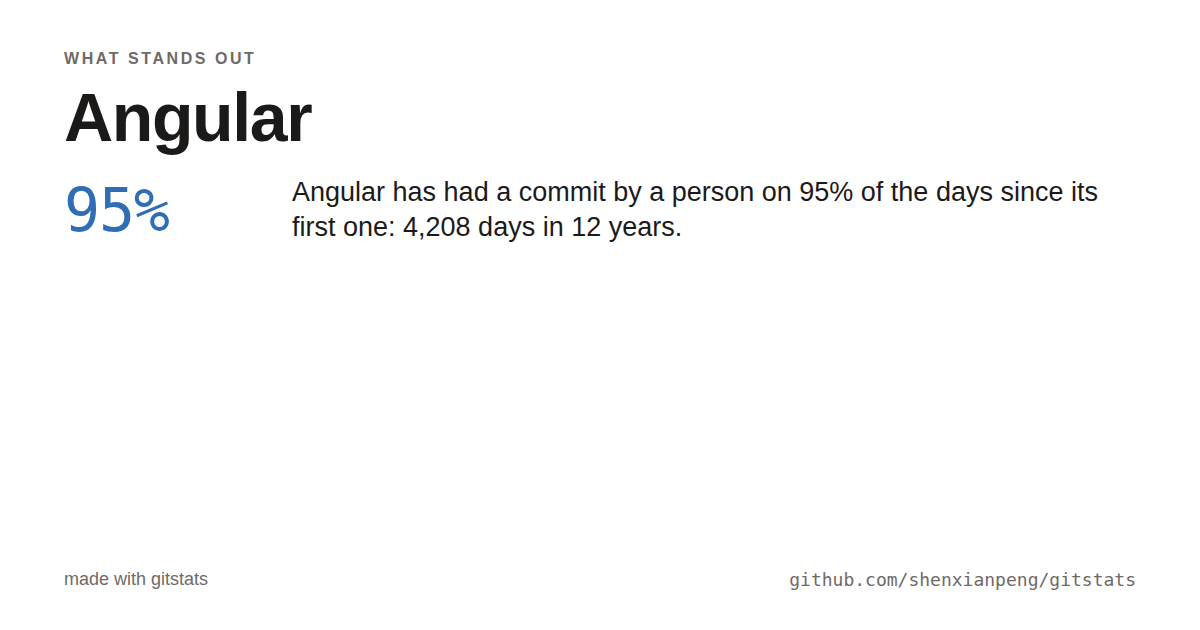 WHAT STANDS OUT
Angular
95%
Angular has had a commit by a person on 95% of the days since its
first one: 4,208 days in 12 years.
made with gitstats
github.com/shenxianpeng/gitstats